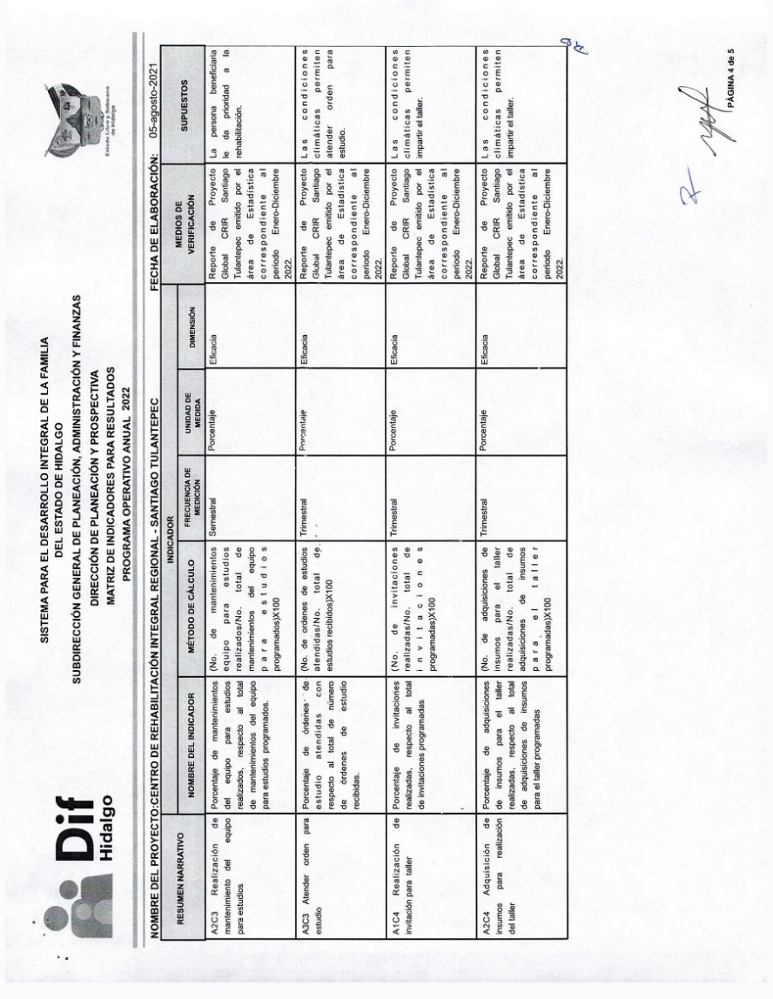 Dif
Hidalgo
SISTEMA PARA EL DESARROLLO INTEGRAL DE LA FAMILIA
DEL ESTADO DE HIDALGO
SUBDIRECCIÓN GENERAL DE PLANEACIÓN, ADMINISTRACIÓN Y FINANZAS
DIRECCIÓN DE PLANEACIÓN Y PROSPECTIVA
MATRIZ DE INDICADORES PARA RESULTADOS
PROGRAMA OPERATIVO ANUAL 2022
Estado Libre y Soberano
de Hidalgo
NOMBRE DEL PROYECTO:CENTRO DE REHABILITACIÓN INTEGRAL REGIONAL - SANTIAGO TULANTEPEC
FECHA DE ELABORACIÓN: 05-agosto-2021
RESUMEN NARRATIVO
INDICADOR
NOMBRE DEL INDICADOR
MÉTODO DE CÁLCULO
FRECUENCIA DE
MEDICIÓN
UNIDAD DE
MEDIDA
DIMENSIÓN
MEDIOS DE
VERIFICACIÓN
SUPUESTOS
A2C3 Realización de
mantenimiento del equipo
para estudios
Porcentaje de mantenimientos
del equipo para estudios
realizados, respecto al total
de mantenimientos del equipo
para estudios programados.
(No. de mantenimientos
equipo para estudios
realizados/No. total de
mantenimientos del equipo
para estudios
programados)X100
Semestral
Porcentaje
Eficacia
Reporte de Proyecto
Global CRIR Santiago
Tulantepec emitido por el
área de Estadística
correspondiente al
periodo Enero-Diciembre
2022.
La persona beneficiaria
le da prioridad a la
rehabilitación.
A3C3 Atender orden para
estudio
Porcentaje de órdenes de
estudio atendidas con
respecto al total de número
de órdenes de estudio
recibidas.
(No. de ordenes de estudios
atendidas/No. total de
estudios recibidos)X100
Trimestral
Porcentaje
Eficacia
Reporte de Proyecto
Global CRIR Santiago
Tulantepec emitido por el
área de Estadística
correspondiente al
periodo Enero-Diciembre
2022.
Las condiciones
climáticas permiten
atender orden para
estudio.
A1C4 Realización de
invitación para taller
Porcentaje de invitaciones
realizadas, respecto al total
de invitaciones programadas
(No. de invitaciones
realizadas/No. total de
invitaciones
programadas)X100
Trimestral
Porcentaje
Eficacia
Reporte de Proyecto
Global CRIR Santiago
Tulantepec emitido por el
área de Estadística
correspondiente al
periodo Enero-Diciembre
2022.
Las condiciones
climáticas permiten
impartir el taller.
A2C4 Adquisición de
insumos para realización
del taller
Porcentaje de adquisiciones
de insumos para el taller
realizadas, respecto al total
de adquisiciones de insumos
para el taller programadas
(No. de adquisiciones de
insumos para el taller
realizadas/No. total de
adquisiciones de insumos
para el taller
programadas)X100
Trimestral
Porcentaje
Eficacia
Reporte de Proyecto
Global CRIR Santiago
Tulantepec emitido por el
área de Estadística
correspondiente al
periodo Enero-Diciembre
2022.
Las condiciones
climáticas permiten
impartir el taller.
PÁGINA 4 de 5